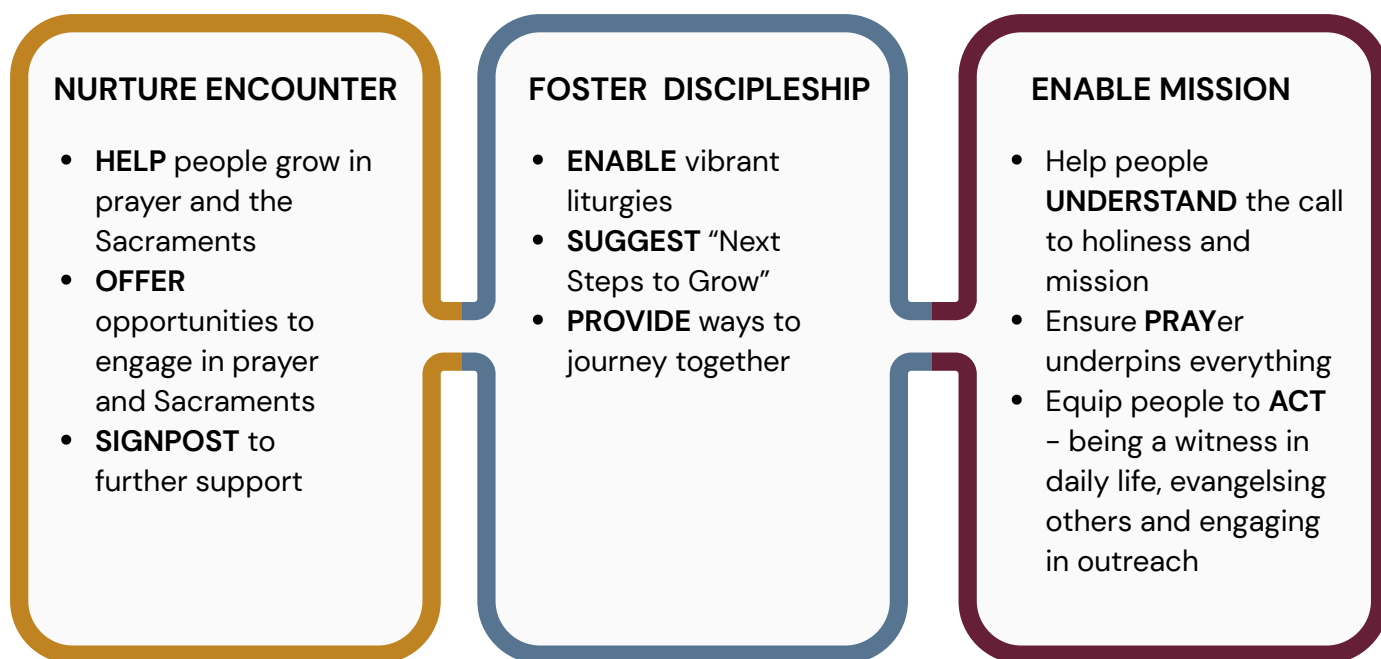 NURTURE ENCOUNTER
• HELP people grow in
prayer and the
Sacraments
• OFFER
opportunities to
engage in prayer
and Sacraments
• SIGNPOST to
further support
FOSTER DISCIPLESHIP
• ENABLE vibrant
liturgies
• SUGGEST “Next
Steps to Grow”
• PROVIDE ways to
journey together
ENABLE MISSION
• Help people
UNDERSTAND the call
to holiness and
mission
• Ensure PRAYer
underpins everything
• Equip people to ACT
– being a witness in
daily life, evangelsing
others and engaging
in outreach